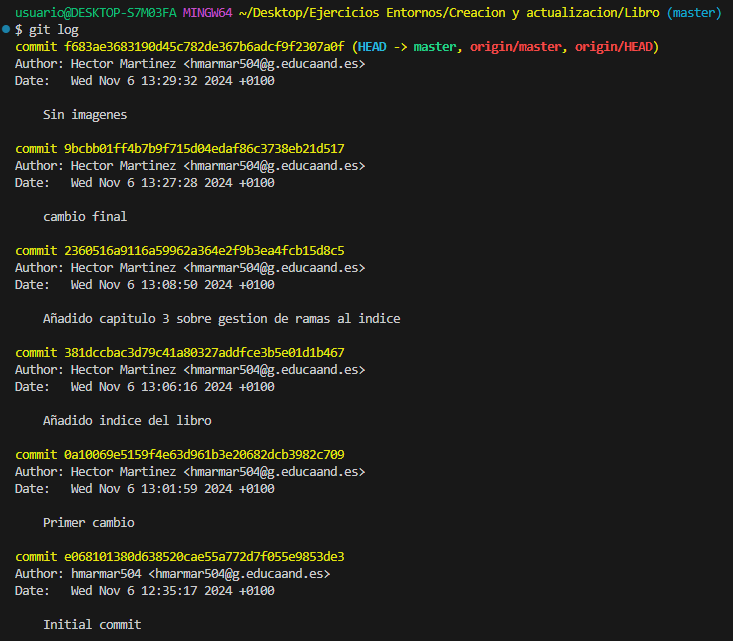 usuario@DESKTOP-S7M03FA MINGW64 ~/Desktop/Ejercicios Entornos/Creacion y actualizacion/Libro (master)
$ git log
commit f683ae3683190d45c782de367b6adcf9f2307a0f (HEAD -> master, origin/master, origin/HEAD)
Author: Hector Martinez <hmarmar504@g.educaand.es>
Date:   Wed Nov 6 13:29:32 2024 +0100
Sin imagenes
commit 9bcbb01ff4b7b9f715d04edaf86c3738eb21d517
Author: Hector Martinez <hmarmar504@g.educaand.es>
Date:   Wed Nov 6 13:27:28 2024 +0100
cambio final
commit 2360516a9116a59962a364e2f9b3ea4fcb15d8c5
Author: Hector Martinez <hmarmar504@g.educaand.es>
Date:   Wed Nov 6 13:08:50 2024 +0100
Añadido capitulo 3 sobre gestion de ramas al indice
commit 381dccbac3d79c41a80327addfce3b5e01d1b467
Author: Hector Martinez <hmarmar504@g.educaand.es>
Date:   Wed Nov 6 13:06:16 2024 +0100
Añadido indice del libro
commit 0a10069e5159f4e63d961b3e20682dcb3982c709
Author: Hector Martinez <hmarmar504@g.educaand.es>
Date:   Wed Nov 6 13:01:59 2024 +0100
Primer cambio
commit e068101380d638520cae55a772d7f055e9853de3
Author: hmarmar504 <hmarmar504@g.educaand.es>
Date:   Wed Nov 6 12:35:17 2024 +0100
Initial commit